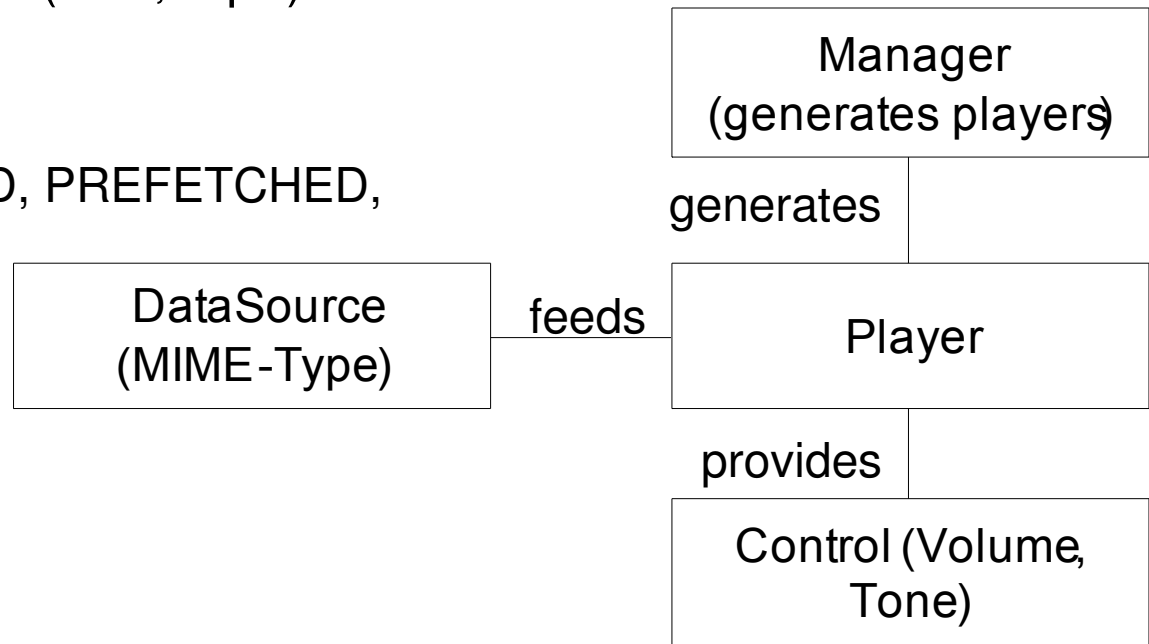 Manager
(generates players)
PREFETCHED,
generates
DataSource
(MIME-Type)
feeds
Player
provides
Control (Volume,
Tone)